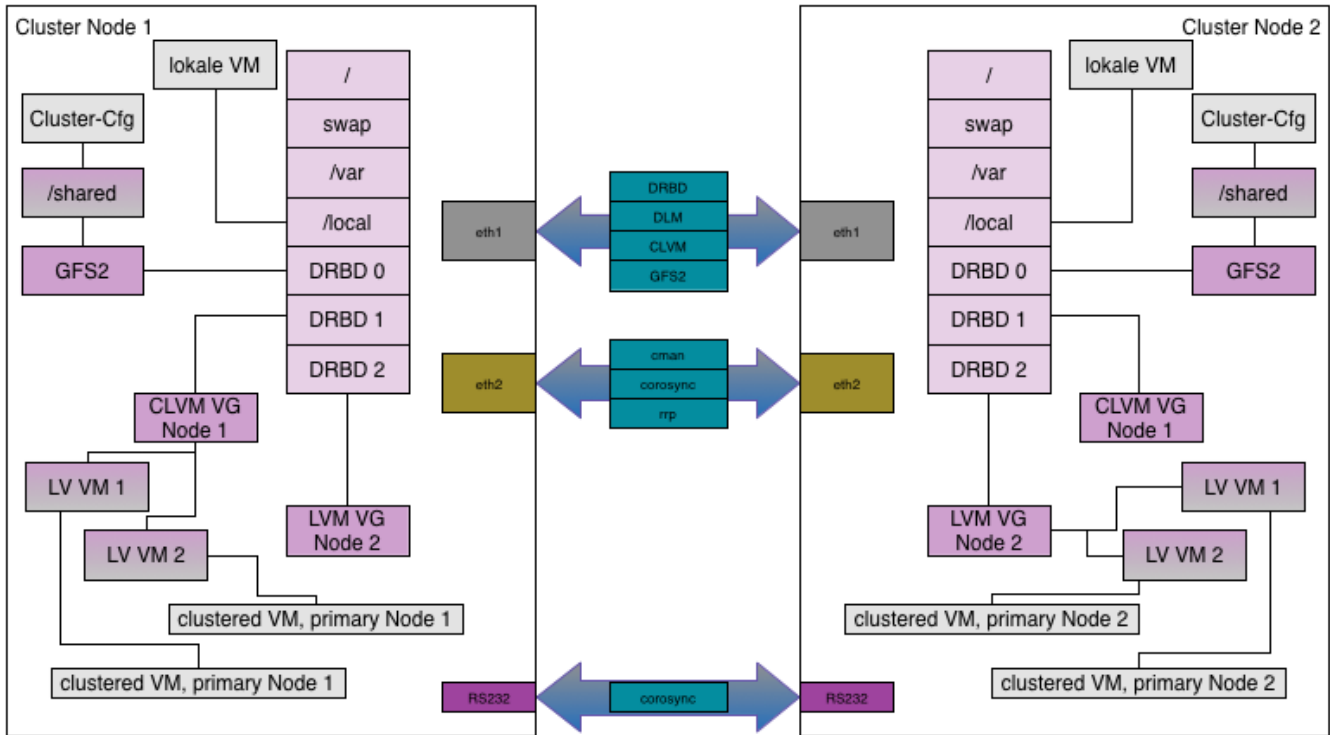 Cluster Node 1
lokale VM
Cluster-Cfg
/shared
GFS2
/
swap
/var
/local
DRBD 0
DRBD 1
DRBD 2
CLVM VG
Node 1
LV VM 1
LV VM 2
LVM VG
Node 2
clustered VM, primary Node 1
clustered VM, primary Node 1
eth1
eth2
RS232
DRBD
DLM
CLVM
GFS2
cman
corosync
rrp
corosync
eth1
eth2
RS232
Cluster Node 2
/
swap
/var
/local
DRBD 0
DRBD 1
DRBD 2
lokale VM
Cluster-Cfg
/shared
GFS2
CLVM VG
Node 1
LVM VG
Node 2
LV VM 1
LV VM 2
clustered VM, primary Node 2
clustered VM, primary Node 2